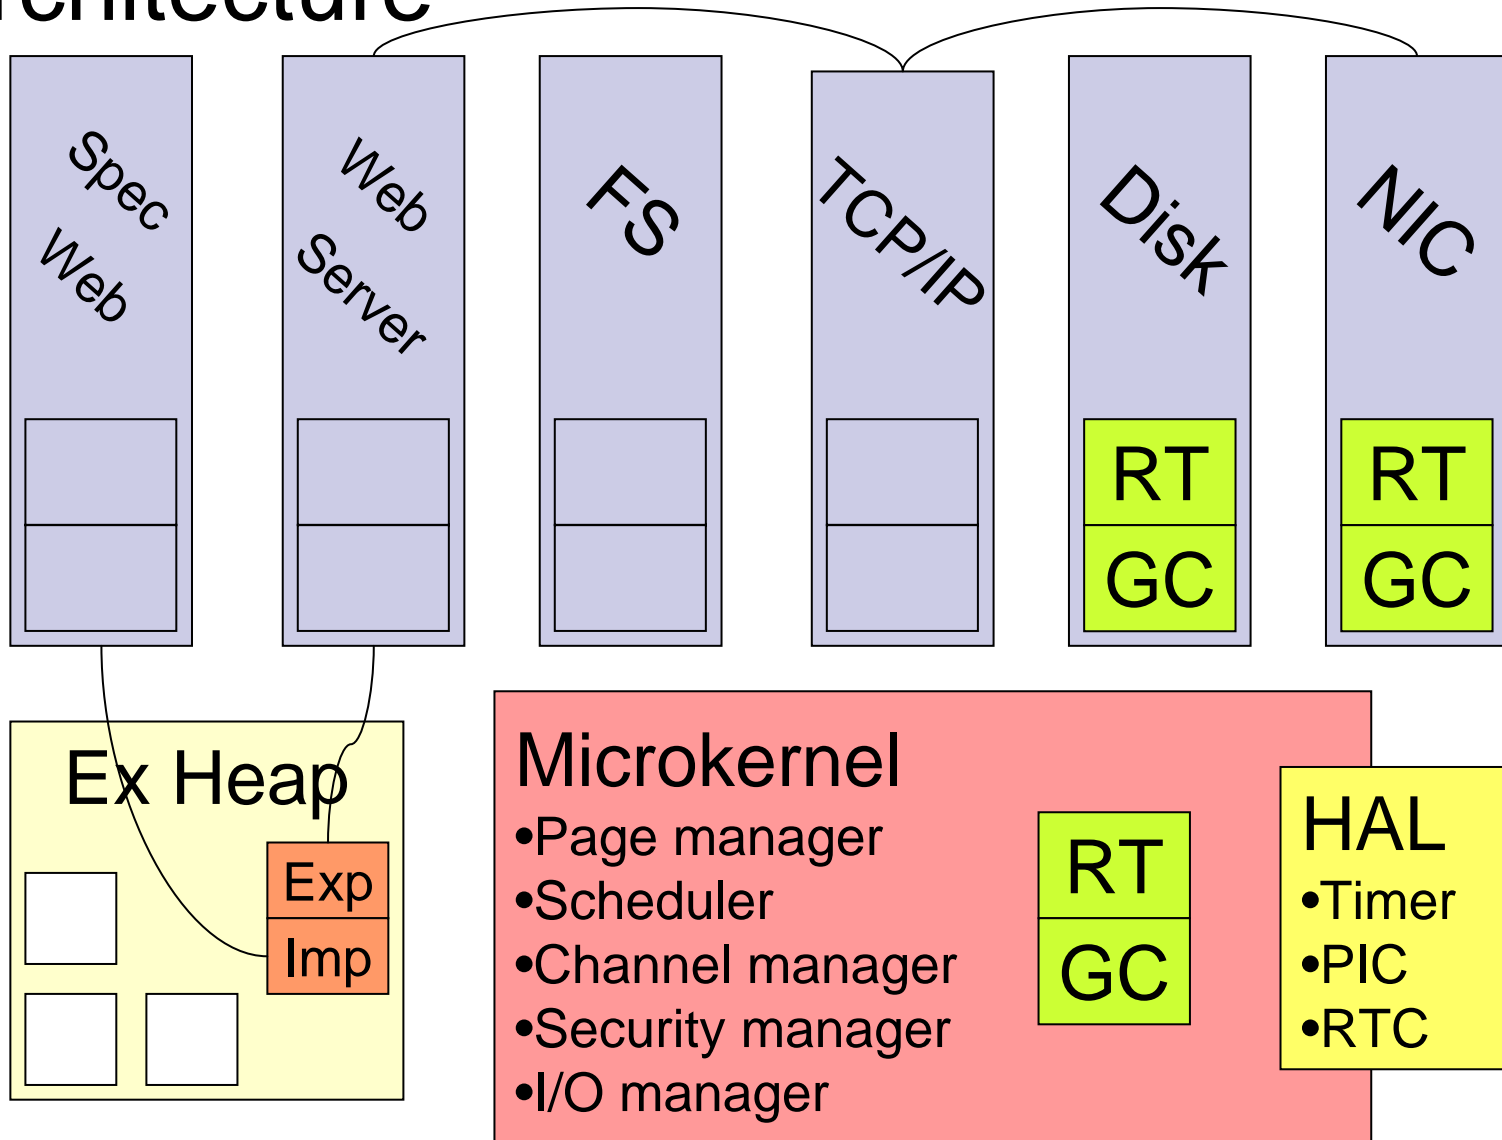 Spec
Web
Web
Server
FS
TCP/IP
Disk
NIC
RT
GC
RT
GC
Ex Heap
Exp
Imp
Microkernel
•Page manager
•Scheduler
•Channel manager
•Security manager
•I/O manager
RT
GC
HAL
•Timer
•PIC
•RTC